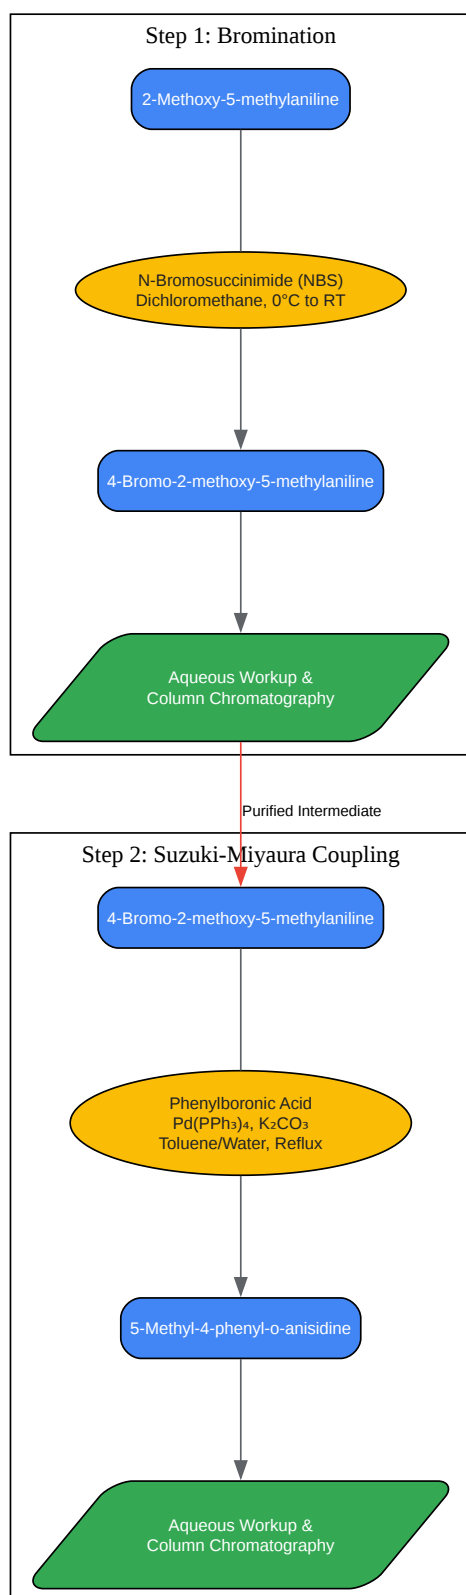 Step 1: Bromination
2-Methoxy-5-methylaniline
N-Bromosuccinimide (NBS)
Dichloromethane, 0°C to RT
4-Bromo-2-methoxy-5-methylaniline
Aqueous Workup &
Column Chromatography
Purified Intermediate
Step 2: Suzuki-Miyaura Coupling
4-Bromo-2-methoxy-5-methylaniline
Phenylboronic Acid
Pd(PPh₃)₄, K₂CO₃
Toluene/Water, Reflux
5-Methyl-4-phenyl-o-anisidine
Aqueous Workup &
Column Chromatography